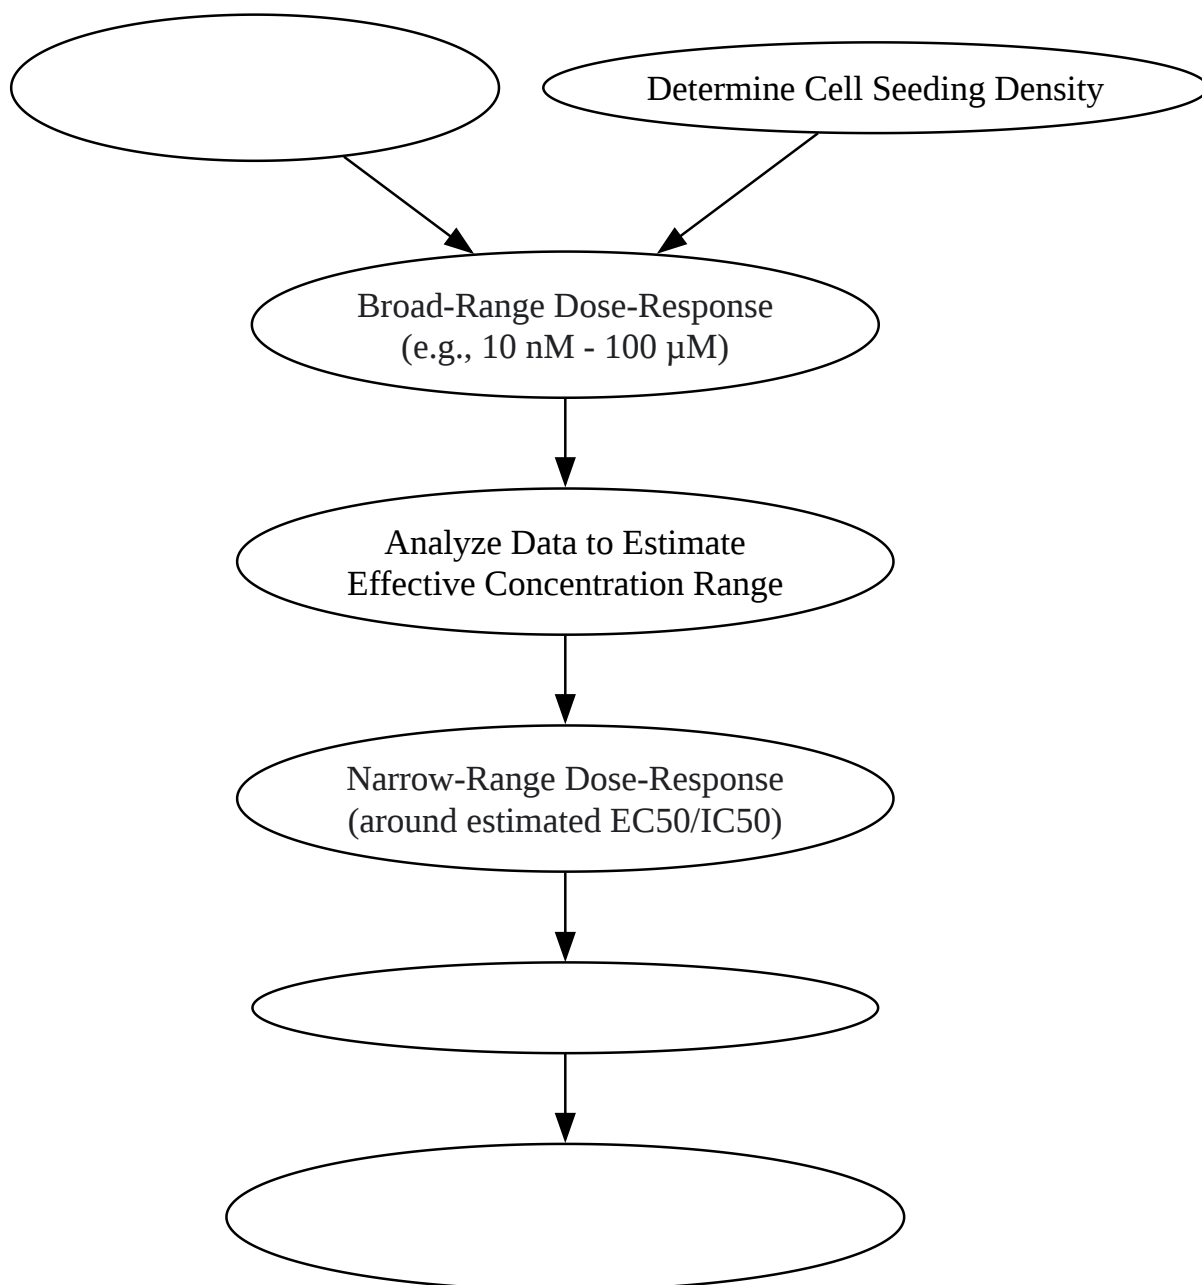 Determine Cell Seeding Density
Broad-Range Dose-Response
(e.g., 10 nM - 100 µM)
Analyze Data to Estimate
Effective Concentration Range
Narrow-Range Dose-Response
(around estimated EC50/IC50)